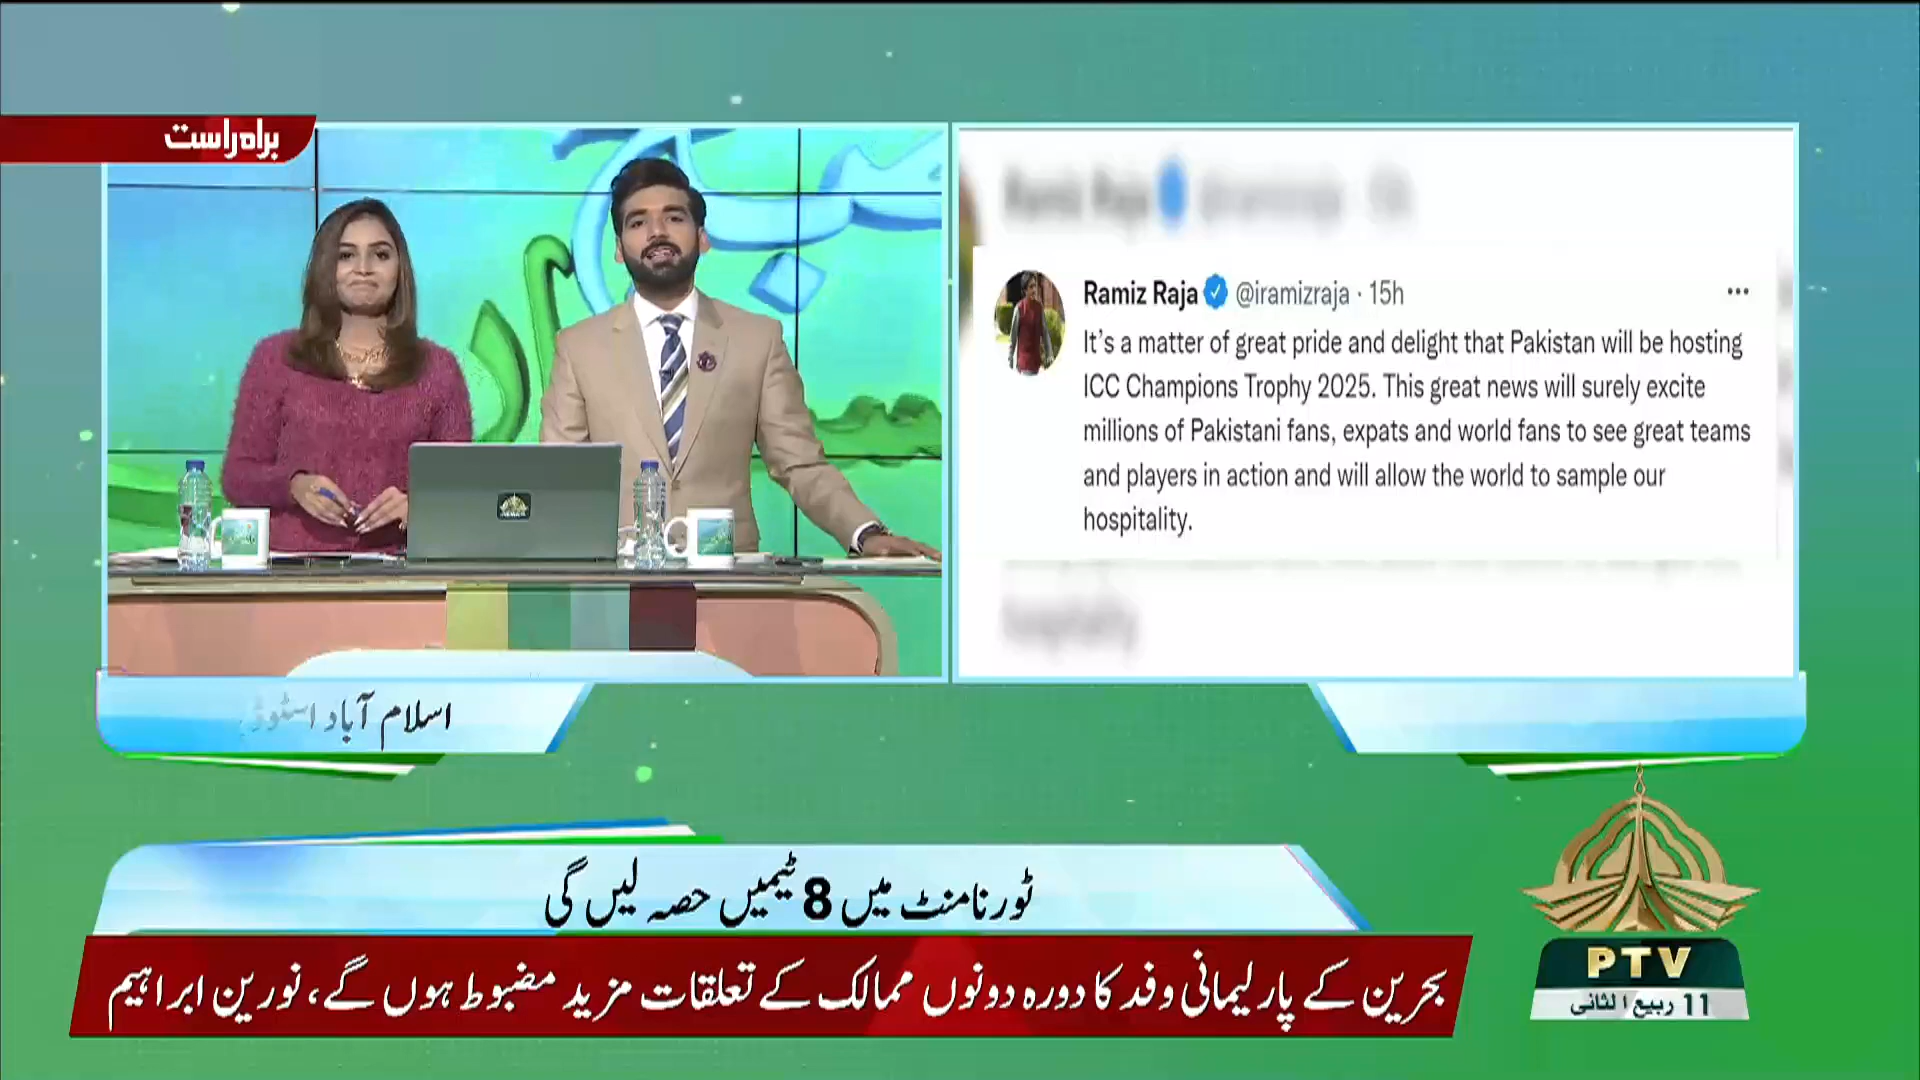 براہ راست
Ramiz Raja @iramizraja · 15h
It's a matter of great pride and delight that Pakistan will be hosting
ICC Champions Trophy 2025. This great news will surely excite
millions of Pakistani fans, expats and world fans to see great teams
and players in action and will allow the world to sample our
hospitality.
اسلام آباد
ٹورنامنٹ میں 8 ٹیمیں حصہ لیں گی
بحرین کے پارلیمانی وفد کا دورہ دونوں ممالک کے تعلقات مزید مضبوط ہوں گے، نورین ابراہیم
PTV
11 ربیع الثانی